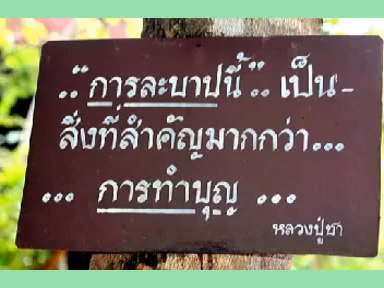 ..“การละบาปนี้”.. เป็น-
สิ่งที่สำคัญมากกว่า...
... การทำบุญ ...
หลวงปู่ชา